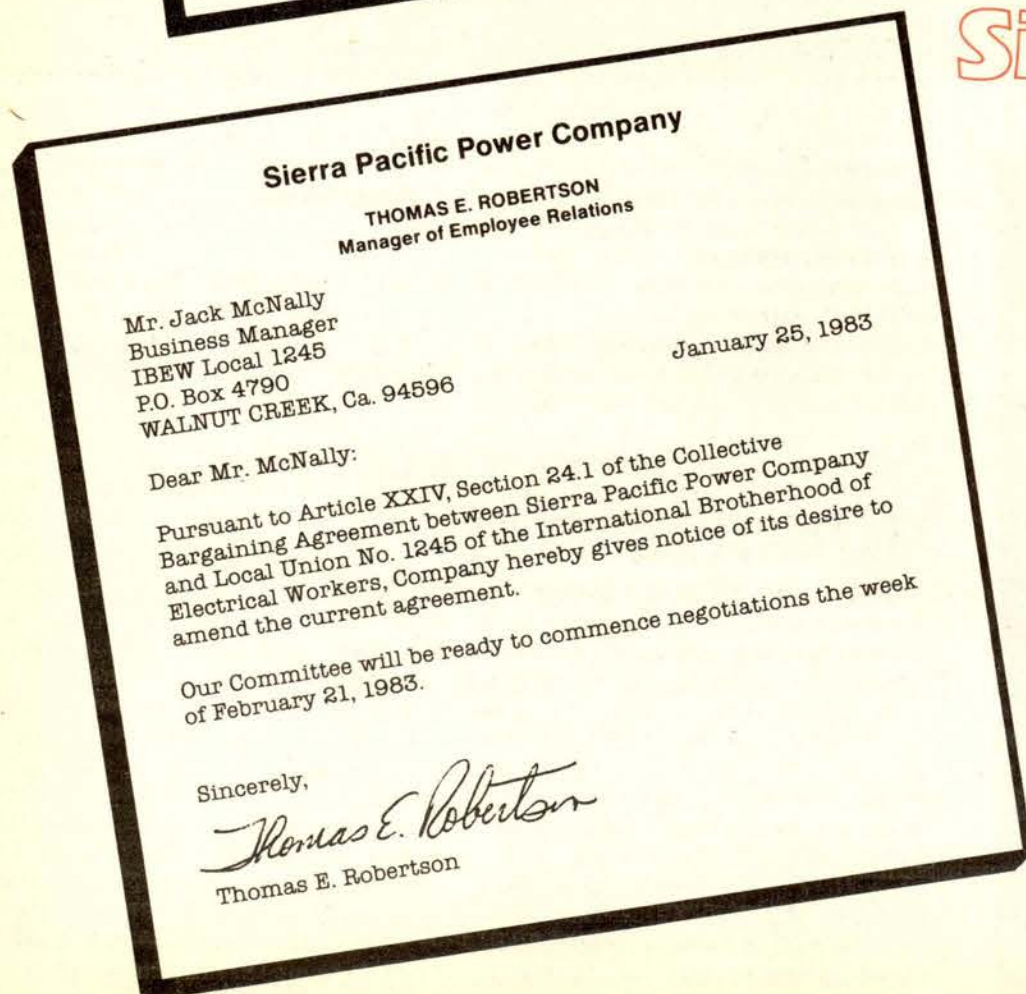 Si
Sierra Pacific Power Company
THOMAS E. ROBERTSON
Manager of Employee Relations
Mr. Jack McNally
Business Manager
IBEW Local 1245
P.O. Box 4790
WALNUT CREEK, Ca. 94596
January 25, 1983
Dear Mr. McNally:
Pursuant to Article XXIV, Section 24.1 of the Collective
Bargaining Agreement between Sierra Pacific Power Company
and Local Union No. 1245 of the International Brotherhood of
Electrical Workers, Company hereby gives notice of its desire to
amend the current agreement.
Our Committee will be ready to commence negotiations the week
of February 21, 1983.
Sincerely,
Thomas E. Robertson
Thomas E. Robertson